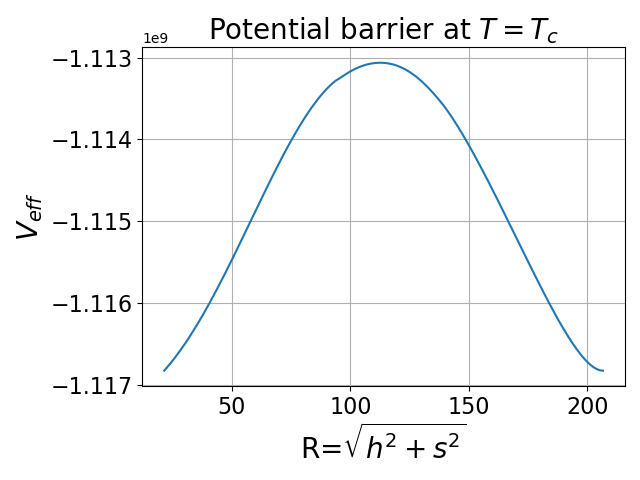 Potential barrier at T = T_c
1e9
−1.113
−1.114
−1.115
−1.116
−1.117
V_eff
50
100
150
200
R=√h² + s²